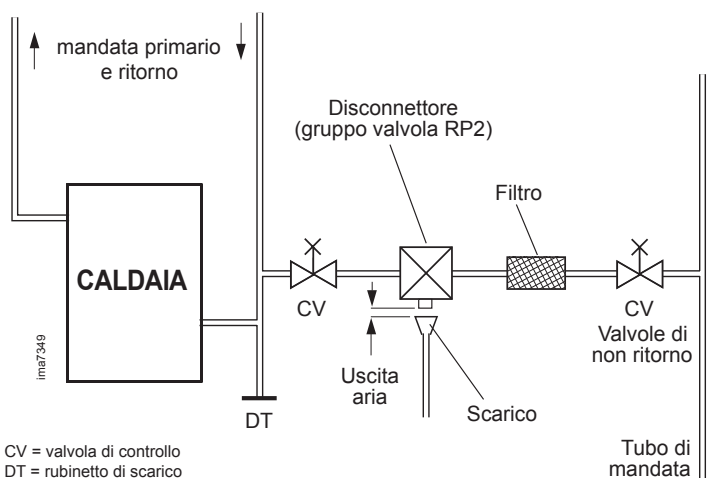 mandata primario
e ritorno
Disconnettore
(gruppo valvola RP2)
Filtro
CALDAIA
CV
CV
Valvole di
non ritorno
Uscita
aria
Scarico
ima7349
DT
CV = valvola di controllo
DT = rubinetto di scarico
Tubo di
mandata